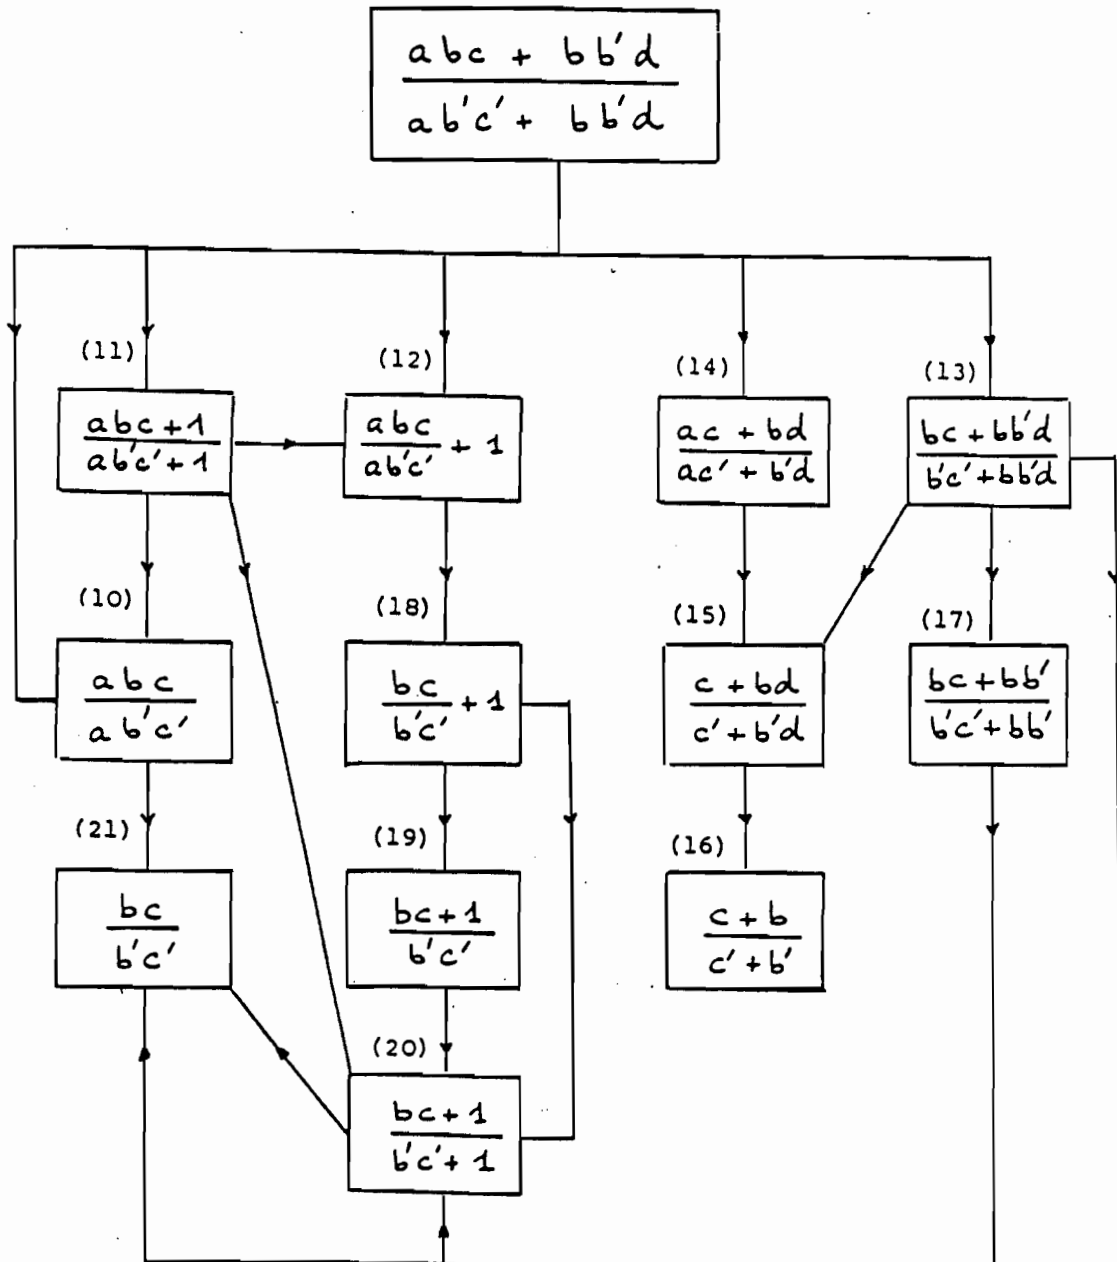 abc + bb'd
ab'c' + bb'd
(11)
(12)
(14)
(13)
abc + 1
ab'c' + 1
abc
ab'c'
+ 1
ac + bd
ac' + b'd
bc + bb'd
b'c' + bb'd
(10)
(18)
(15)
(17)
abc
ab'c'
bc
b'c'
+ 1
c + bd
c' + b'd
bc + bb'
b'c' + bb'
(21)
(19)
(16)
bc
b'c'
bc + 1
b'c'
c + b
c' + b'
(20)
bc + 1
b'c' + 1